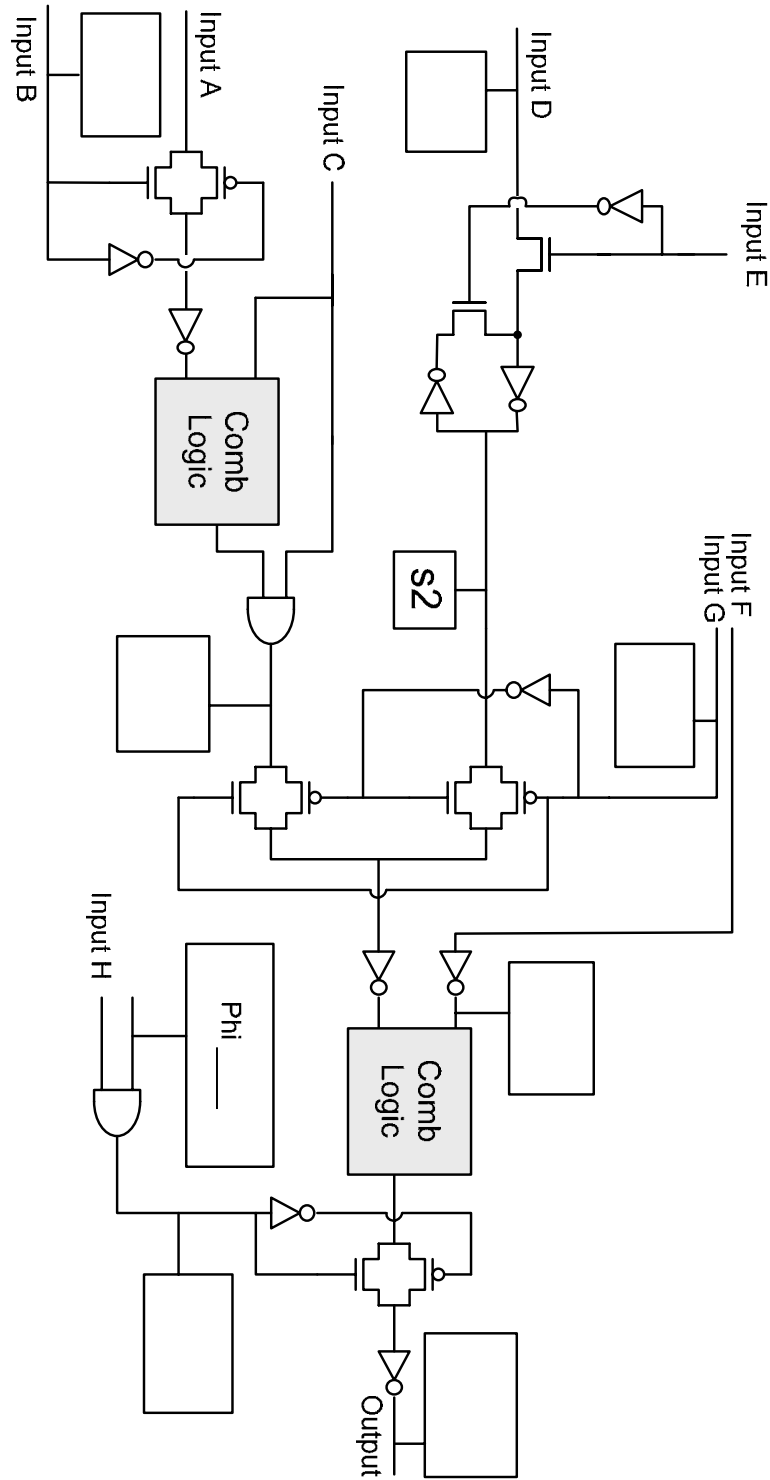 Input E
Input D
Input F
Input G
s2
Input C
Input A
Input B
Comb
Logic
Comb
Logic
Input H
Phi ___
Output